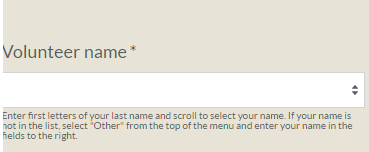 Volunteer name*
Enter first letters of your last name and scroll to select your name. If your name is
not in the list, select "Other" from the top of the menu and enter your name in the
fields to the right.